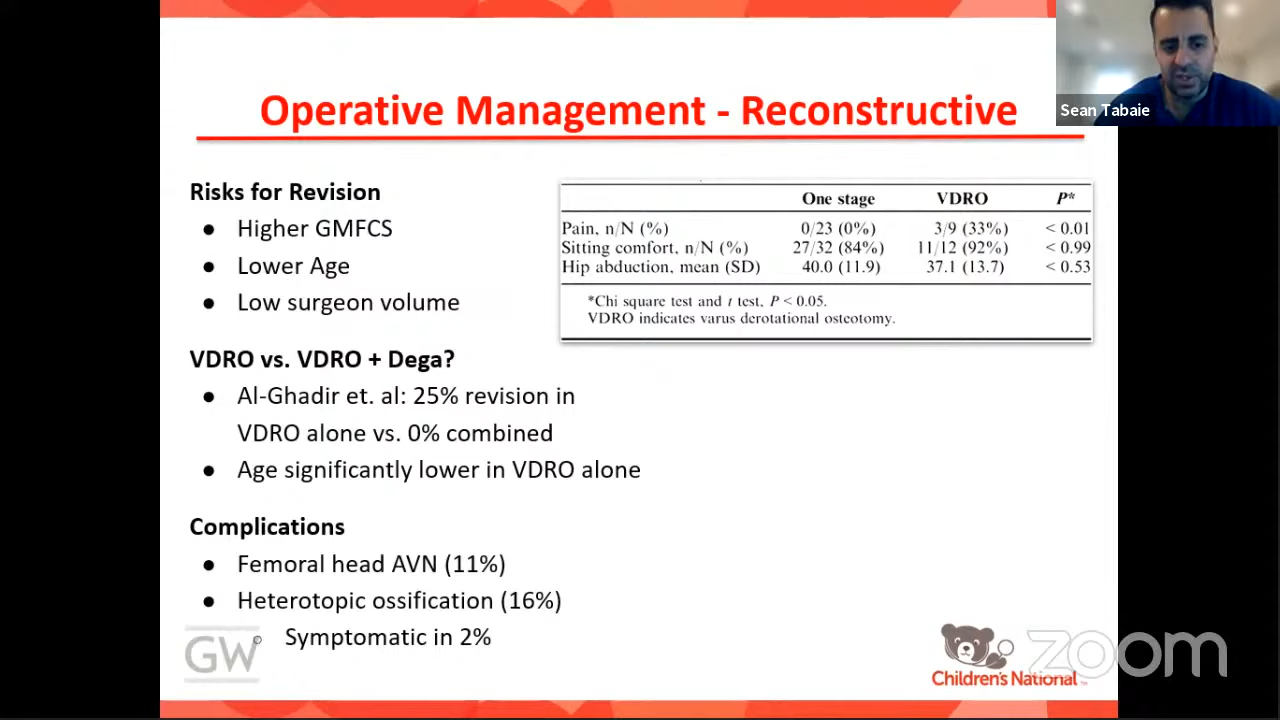 Operative Management - Reconstructive
Sean Tabaie
Risks for Revision
● Higher GMFCS
● Lower Age
● Low surgeon volume
One stage VDRO P*
Pain, n/N (%) 0/23 (0%) 3/9 (33%) < 0.01
Sitting comfort, n/N (%) 27/32 (84%) 11/12 (92%) < 0.99
Hip abduction, mean (SD) 40.0 (11.9) 37.1 (13.7) < 0.53
*Chi square test and t test, P < 0.05.
VDRO indicates varus derotational osteotomy.
VDRO vs. VDRO + Dega?
● Al-Ghadir et. al: 25% revision in
VDRO alone vs. 0% combined
● Age significantly lower in VDRO alone
Complications
● Femoral head AVN (11%)
● Heterotopic ossification (16%)
Symptomatic in 2%
GW
Children's National
zoom